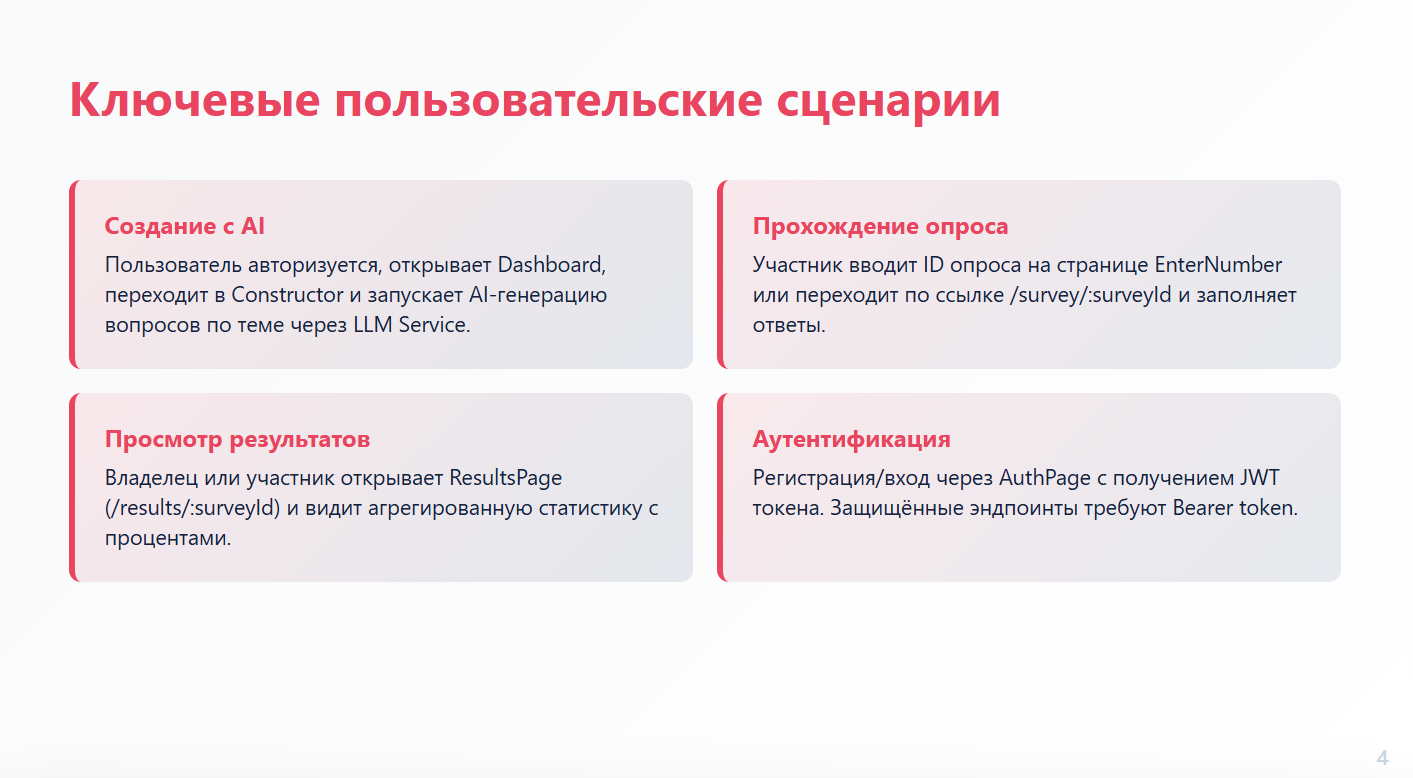 Ключевые пользовательские сценарии
Создание с AI
Пользователь авторизуется, открывает Dashboard,
переходит в Constructor и запускает AI-генерацию
вопросов по теме через LLM Service.
Прохождение опроса
Участник вводит ID опроса на странице EnterNumber
или переходит по ссылке /survey/:surveyId и заполняет
ответы.
Просмотр результатов
Владелец или участник открывает ResultsPage
(/results/:surveyId) и видит агрегированную статистику с
процентами.
Аутентификация
Регистрация/вход через AuthPage с получением JWT
токена. Защищённые эндпоинты требуют Bearer token.
4